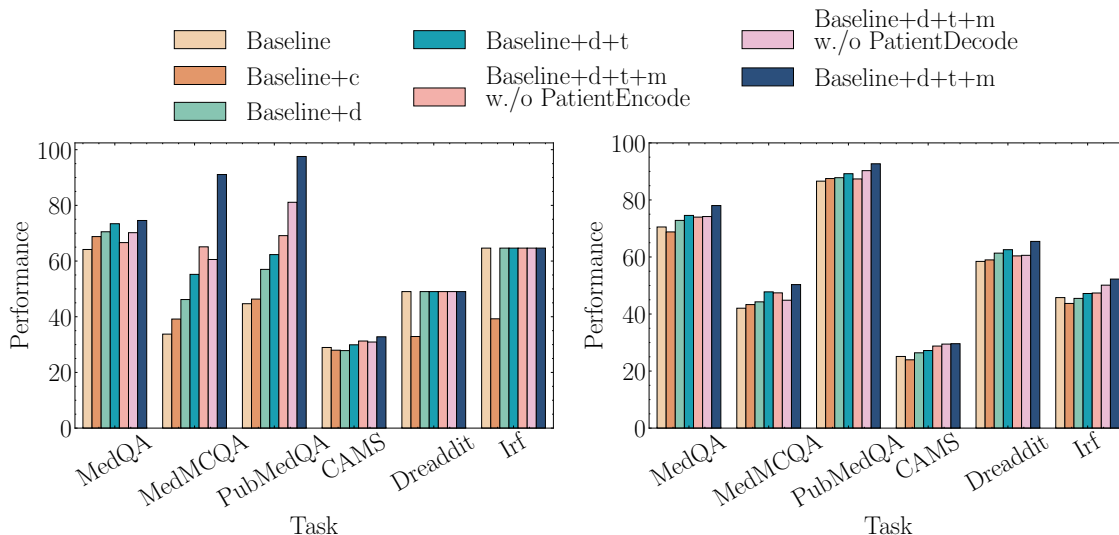 Baseline
Baseline+c
Baseline+d
Baseline+d+t
Baseline+d+t+m
w./o PatientEncode
Baseline+d+t+m
w./o PatientDecode
Baseline+d+t+m
100
80
60
40
20
0
Performance
MedQA
MedMCQA
PubMedQA
CAMS
Dreaddit
Irf
Task
100
80
60
40
20
0
Performance
MedQA
MedMCQA
PubMedQA
CAMS
Dreaddit
Irf
Task